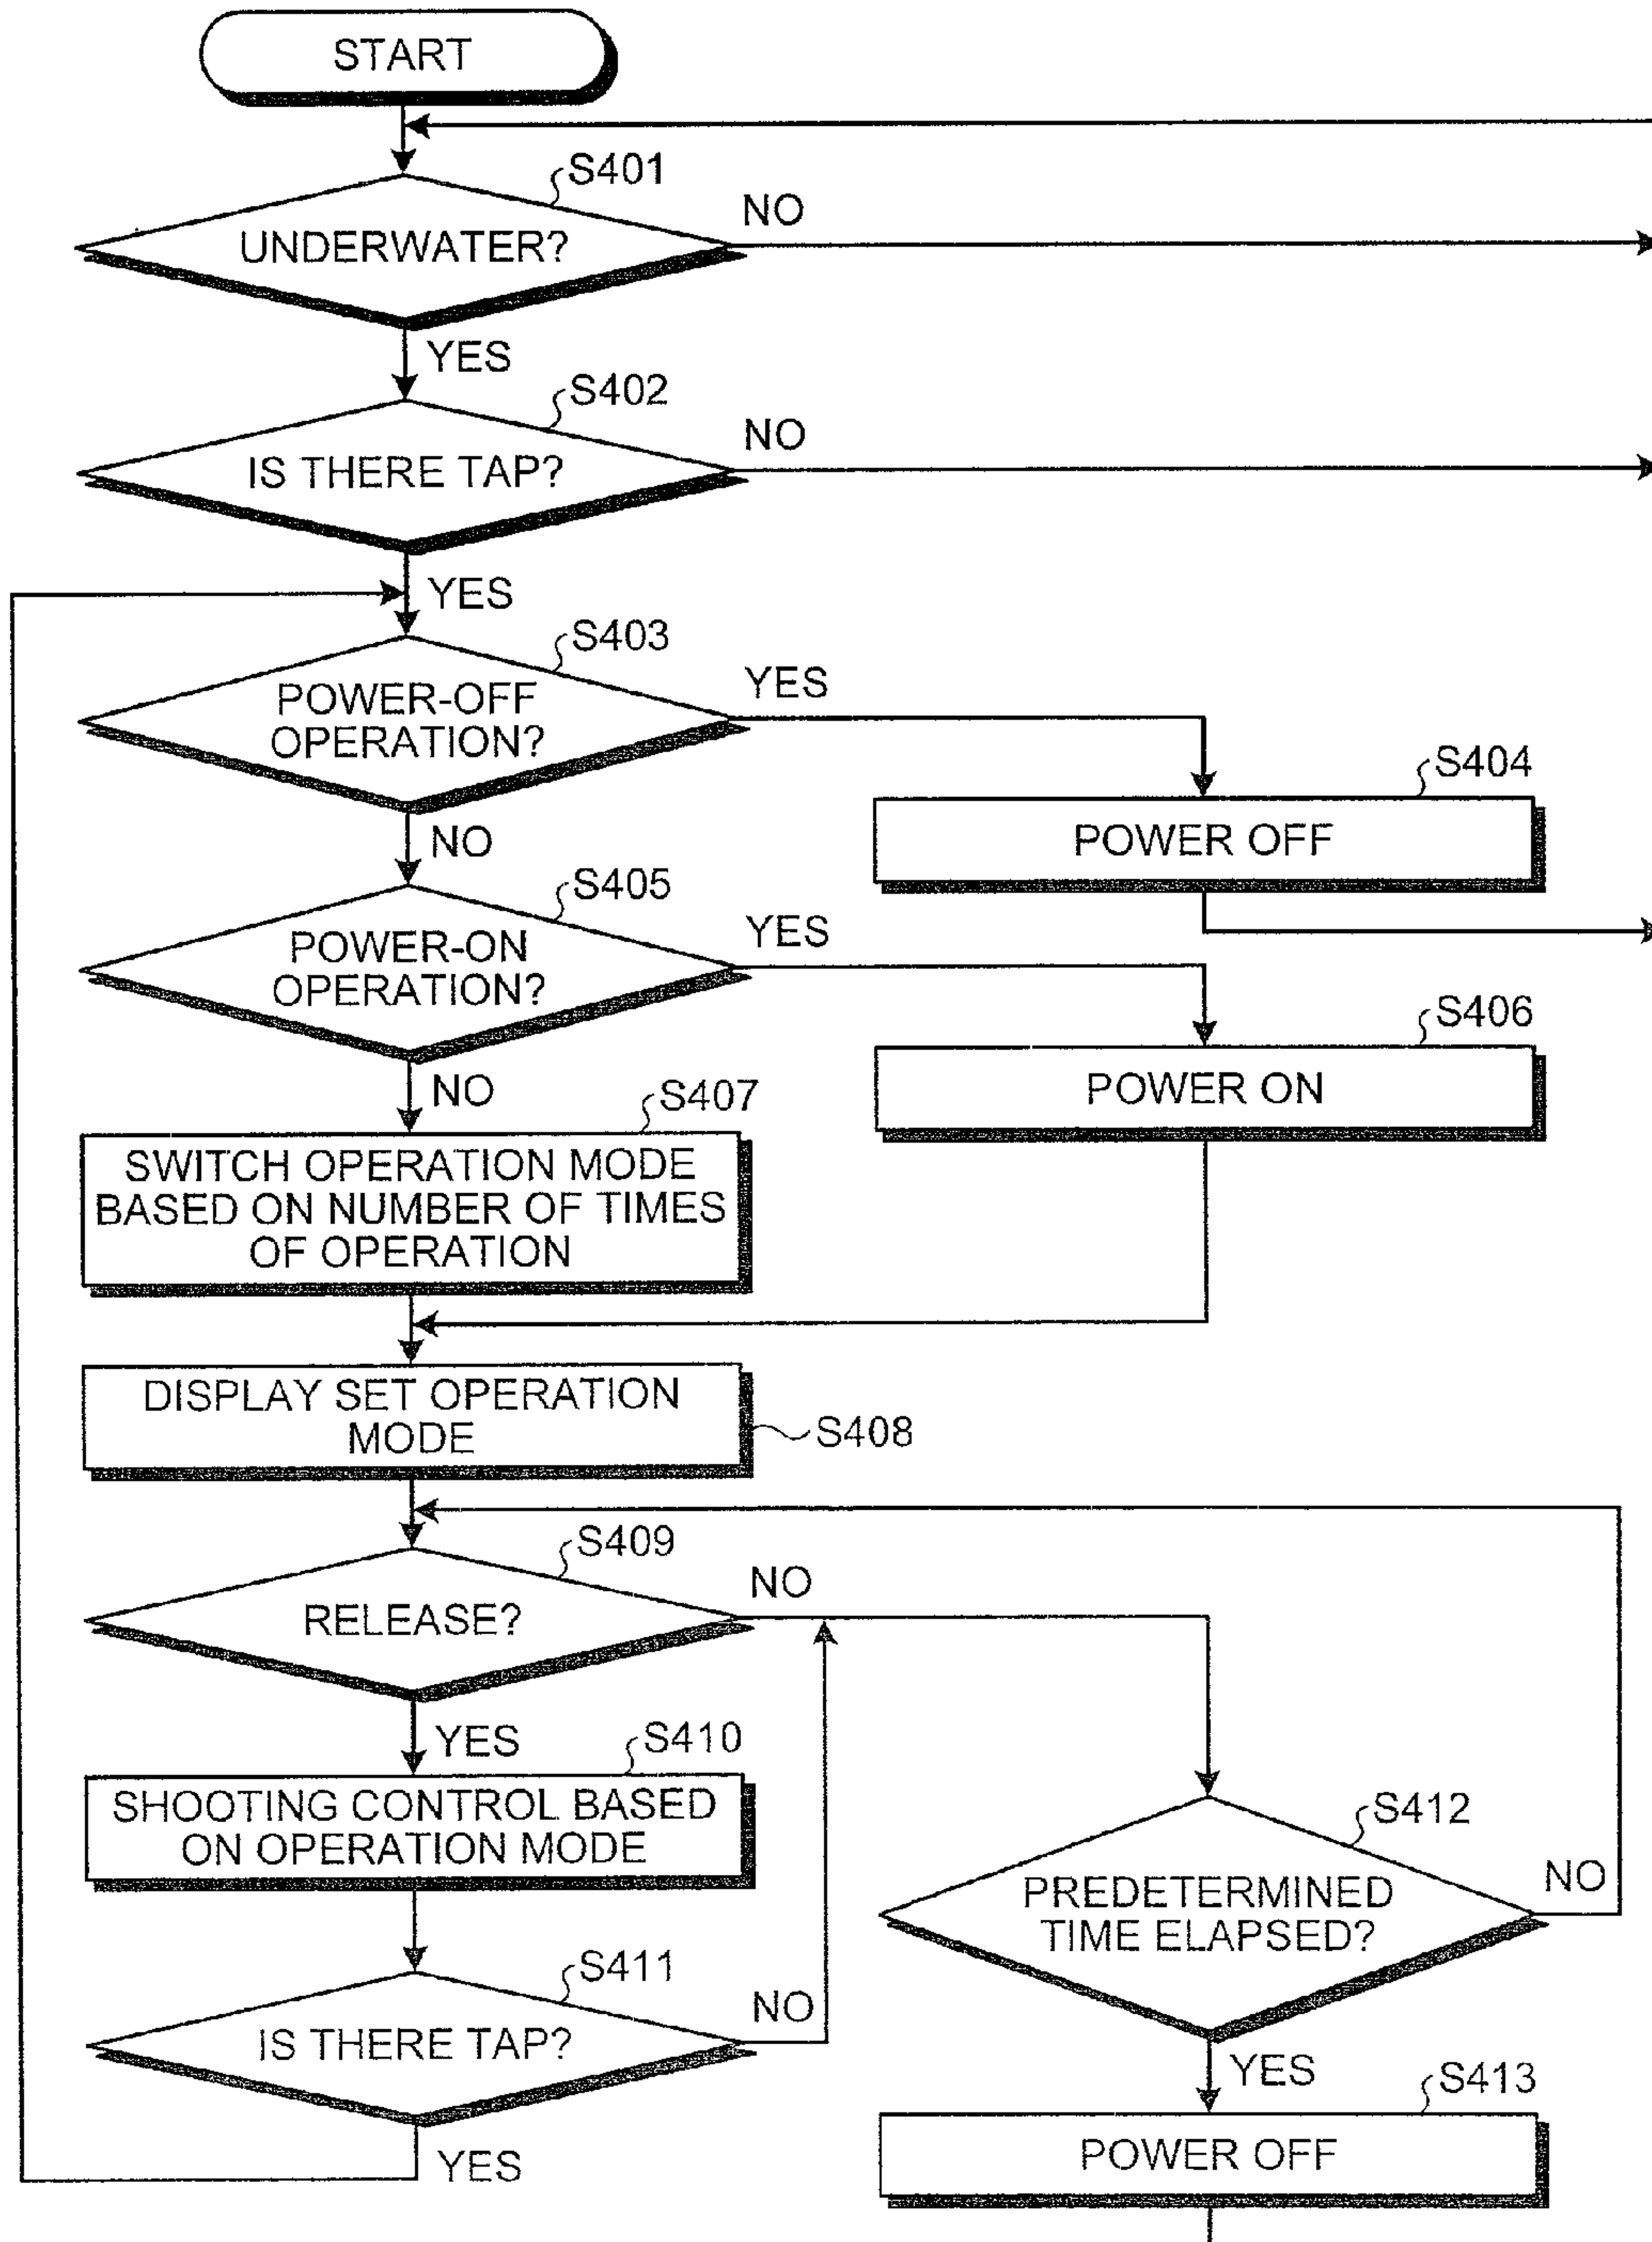 START
S401
UNDERWATER?
NO
YES
S402
IS THERE TAP?
NO
YES
S403
POWER-OFF
OPERATION?
YES
NO
S404
POWER OFF
S405
POWER-ON
OPERATION?
YES
NO
S406
POWER ON
S407
SWITCH OPERATION MODE
BASED ON NUMBER OF TIMES
OF OPERATION
DISPLAY SET OPERATION
MODE
S408
S409
RELEASE?
NO
YES
S410
SHOOTING CONTROL BASED
ON OPERATION MODE
S411
IS THERE TAP?
NO
YES
S412
PREDETERMINED
TIME ELAPSED?
NO
YES
S413
POWER OFF